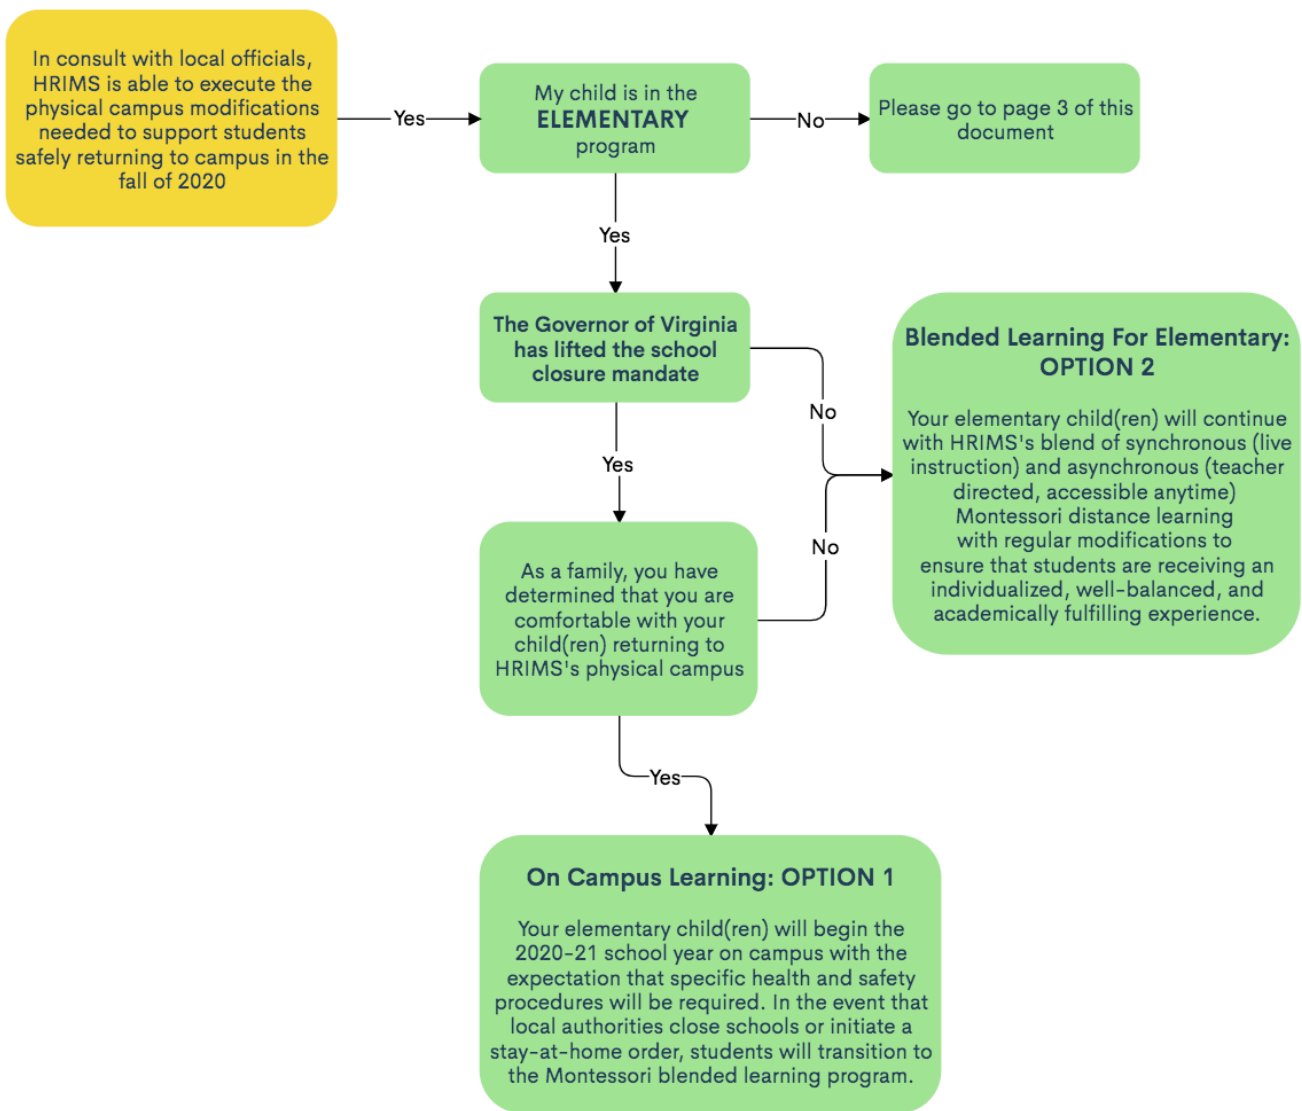 In consult with local officials,
HRIMS is able to execute the
physical campus modifications
needed to support students
safely returning to campus in the
fall of 2020
Yes
My child is in the
ELEMENTARY
program
No
Please go to page 3 of this
document
Yes
The Governor of Virginia
has lifted the school
closure mandate
No
Yes
Blended Learning For Elementary:
OPTION 2
Your elementary child(ren) will continue
with HRIMS's blend of synchronous (live
instruction) and asynchronous (teacher
directed, accessible anytime)
Montessori distance learning
with regular modifications to
ensure that students are receiving an
individualized, well-balanced, and
academically fulfilling experience.
As a family, you have
determined that you are
comfortable with your
child(ren) returning to
HRIMS's physical campus
No
Yes
On Campus Learning: OPTION 1
Your elementary child(ren) will begin the
2020-21 school year on campus with the
expectation that specific health and safety
procedures will be required. In the event that
local authorities close schools or initiate a
stay-at-home order, students will transition to
the Montessori blended learning program.